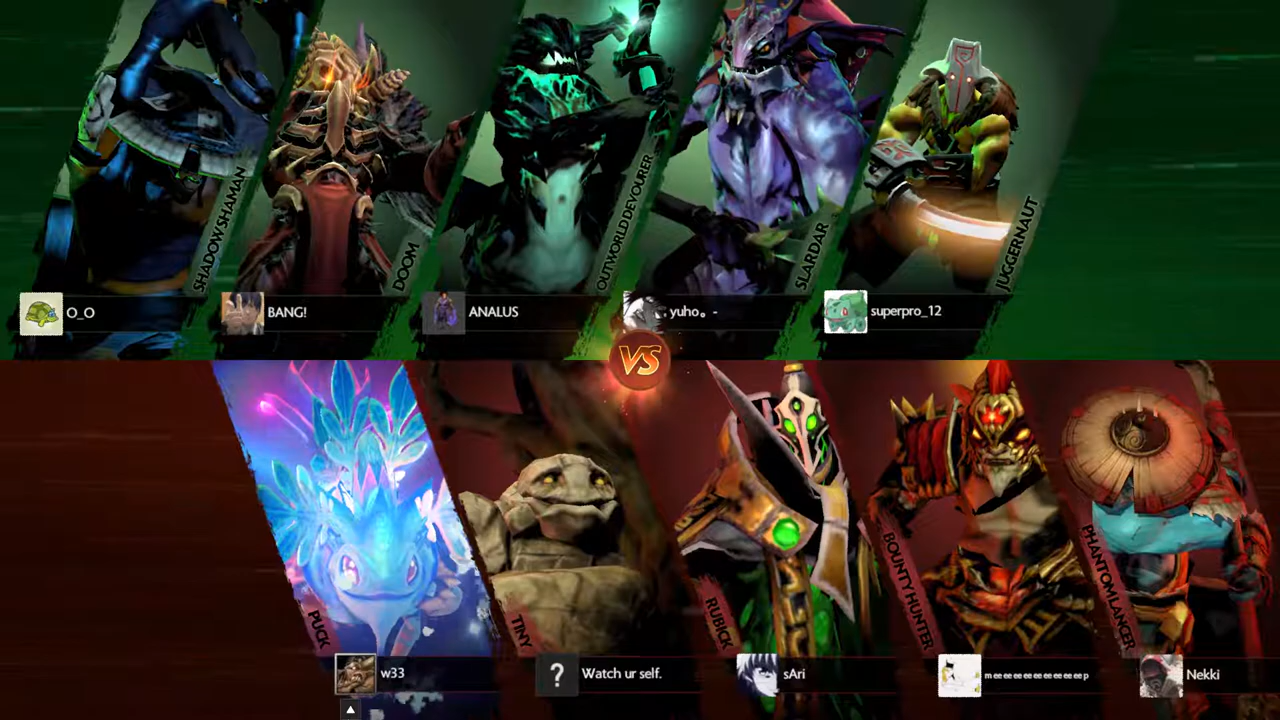 SHADOW SHAMAN
DOOM
OUTWORLD DEVOURER
SLARDAR
JUGGERNAUT
O_O
BANG!
ANALUS
yuho。-
superpro_12
VS
PUCK
TINY
RUBICK
BOUNTY HUNTER
PHANTOM LANCER
w33
?
Watch ur self.
sAri
Nekki